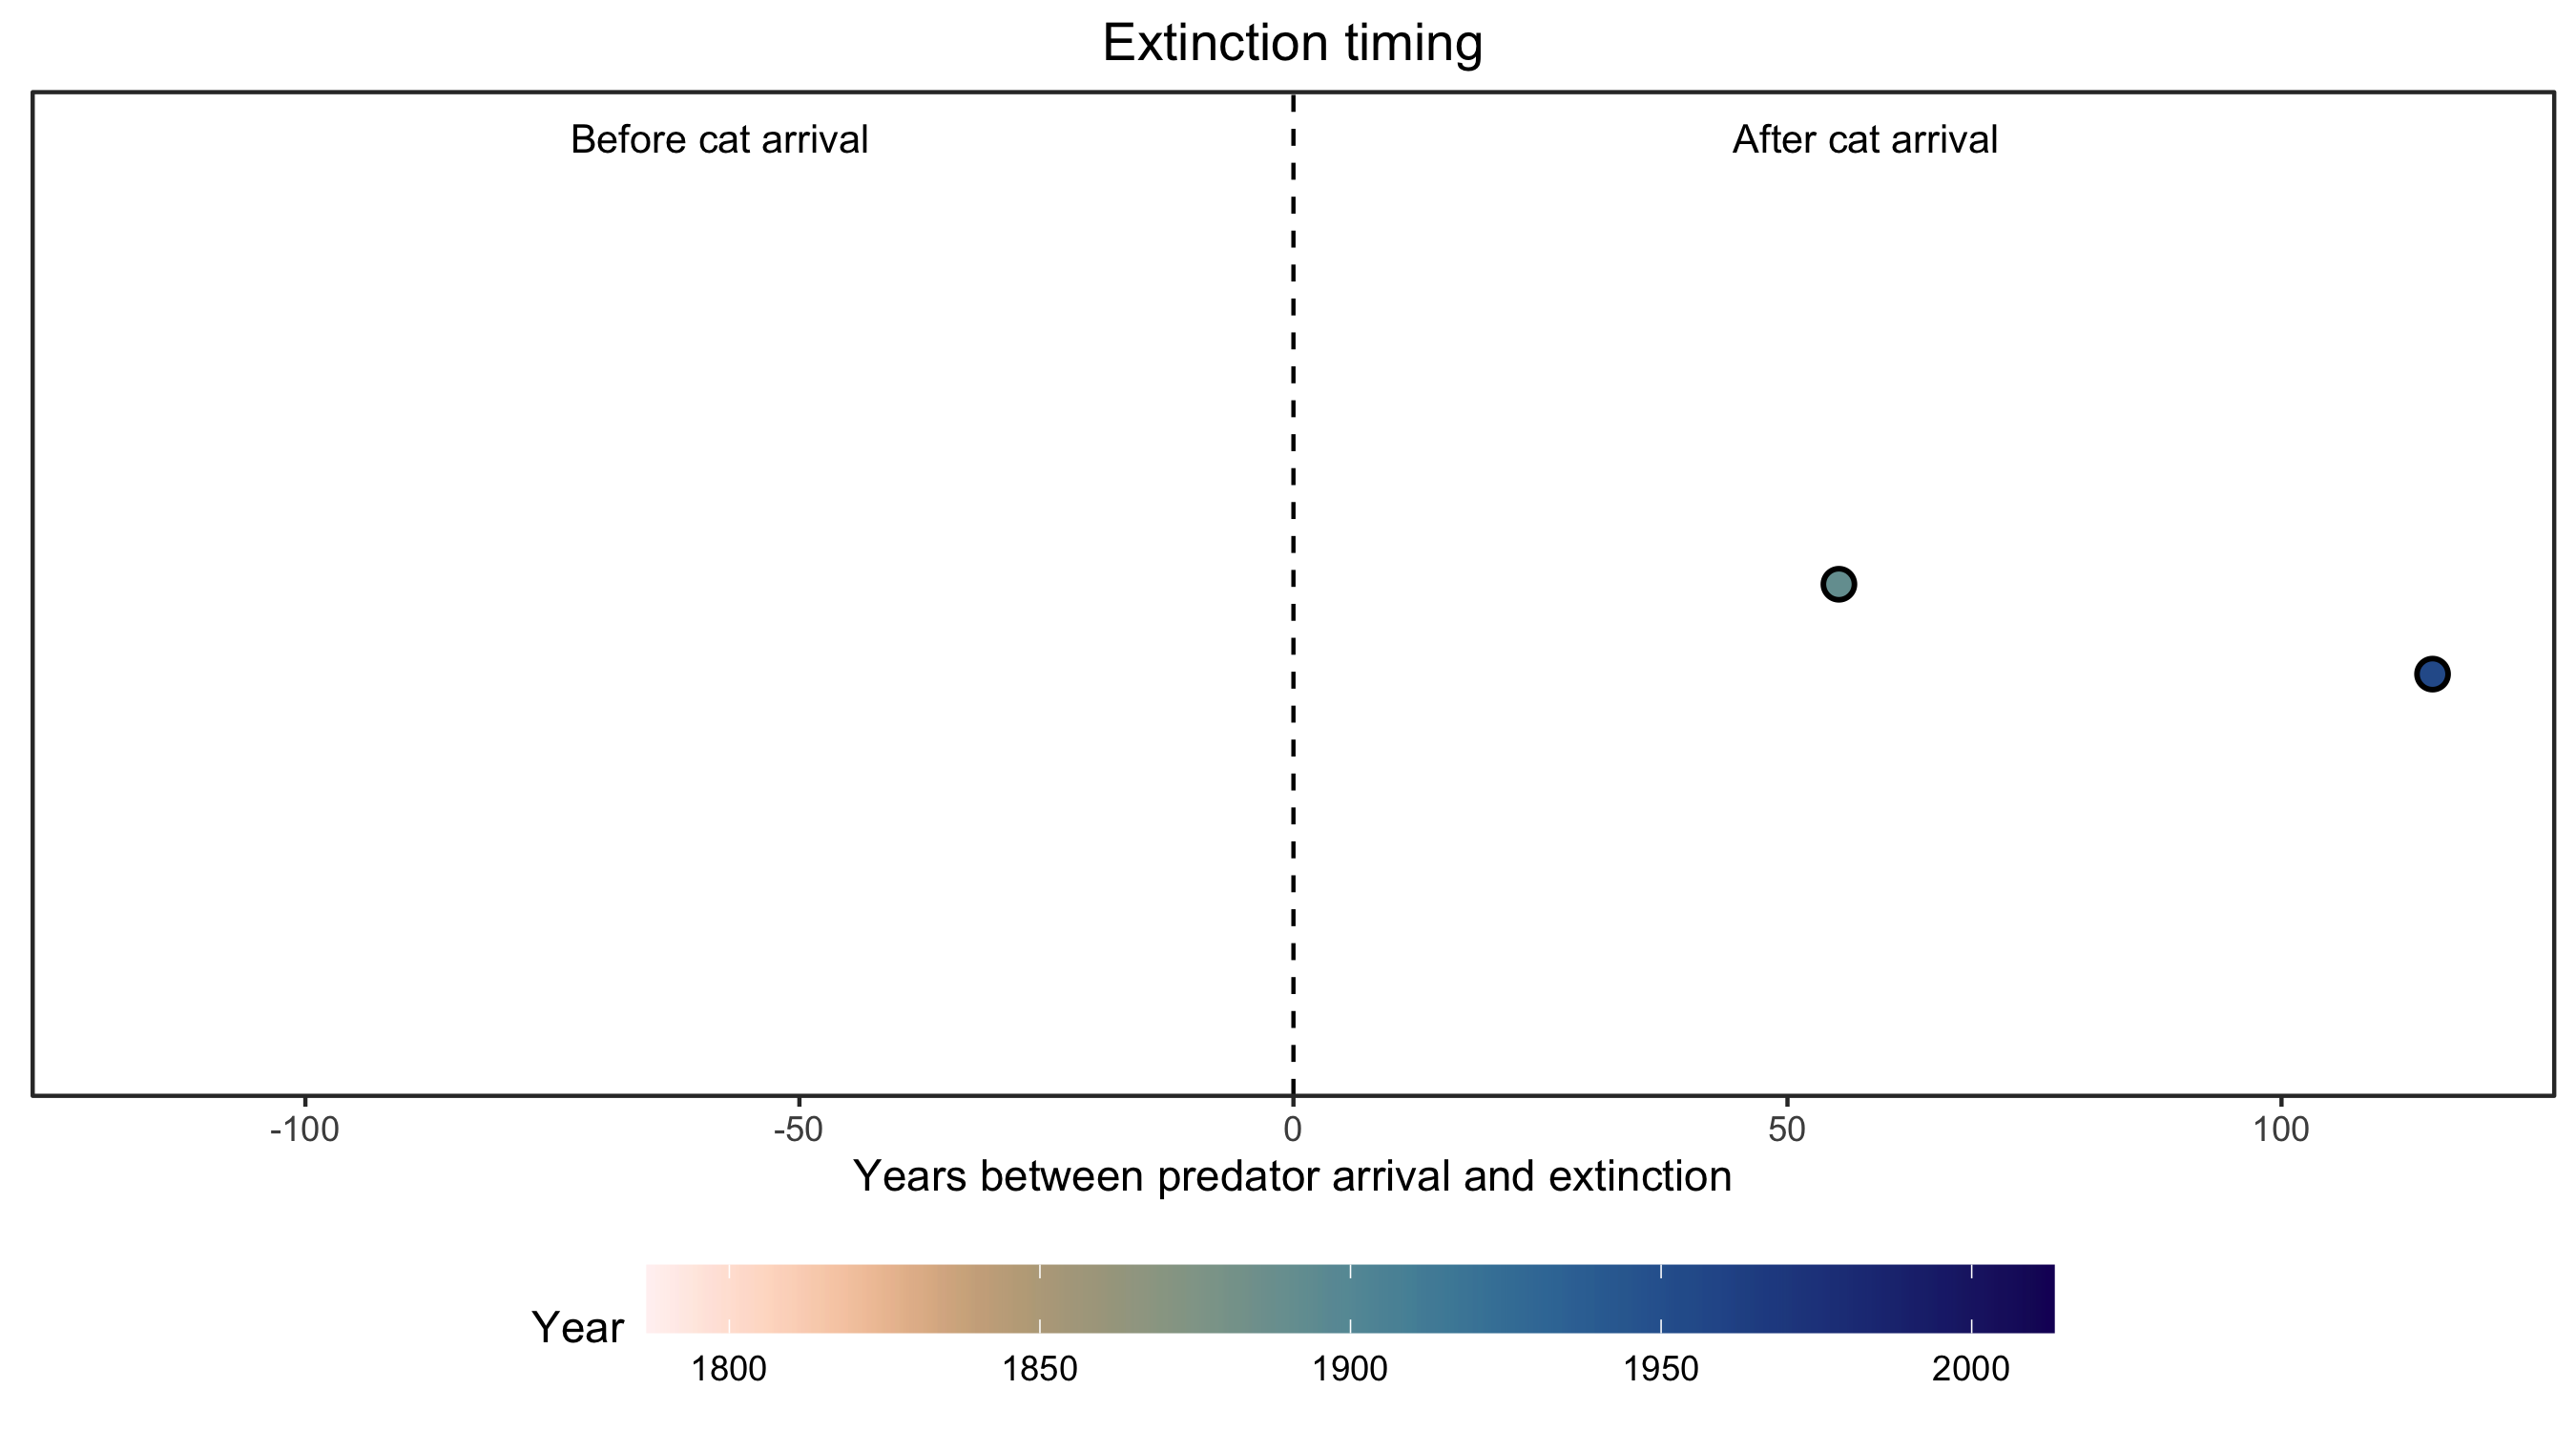 Extinction timing
Before cat arrival
After cat arrival
-100
-50
0
50
100
Years between predator arrival and extinction
Year
1800
1850
1900
1950
2000